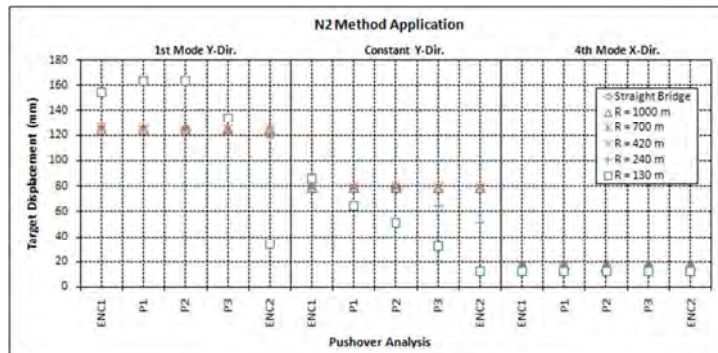 N2 Method Application
1st Mode Y-Dir. Constant Y-Dir. 4th Mode X-Dir.
Target Displacement (mm)
180
160
140
120
100
80
60
40
20
0
Straight Bridge
R = 1000 m
R = 700 m
R = 420 m
R = 240 m
R = 130 m
ENC1 P1 P2 P3 ENC2 ENC1 P1 P2 P3 ENC2 ENC1 P1 P2 P3 ENC2
Pushover Analysis